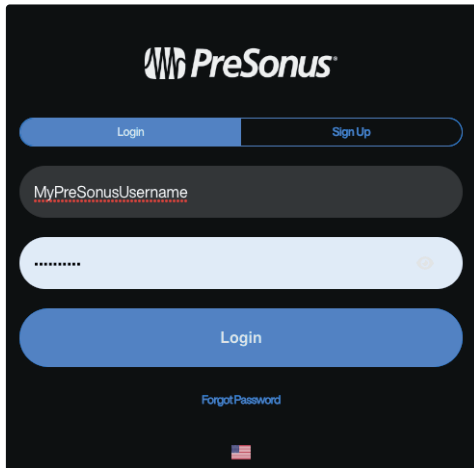 PreSonus®
Login Sign Up
MyPreSonusUsername
••••••••••
Login
Forgot Password